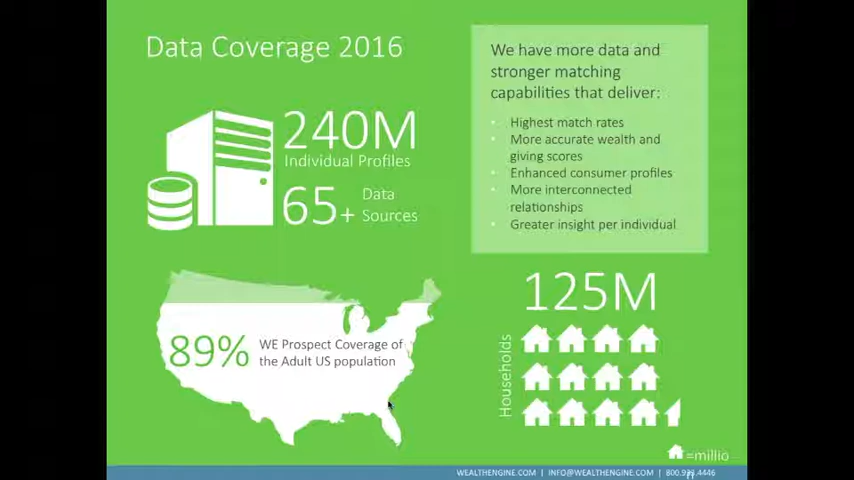 Data Coverage 2016
240M
Individual Profiles
65+ Data
Sources
We have more data and
stronger matching
capabilities that deliver:
• Highest match rates
• More accurate wealth and
giving scores
• Enhanced consumer profiles
• More interconnected
relationships
• Greater insight per individual
89% WE Prospect Coverage of
the Adult US population
125M
Households
=millio
n
WEALTHENGINE.COM | INFO@WEALTHENGINE.COM |